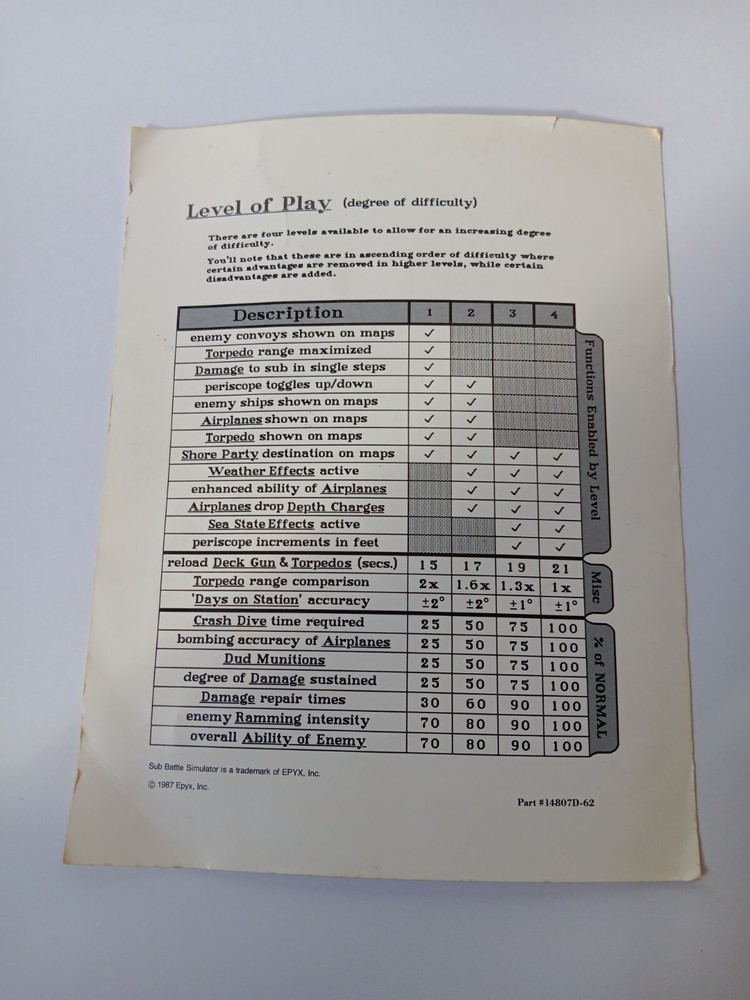 Level of Play (degree of difficulty)
There are four levels available to allow for an increasing degree
of difficulty.
You'll note that these are in ascending order of difficulty where
certain advantages are removed in higher levels, while certain
disadvantages are added.
Description 1 2 3 4
enemy convoys shown on maps ✓
Torpedo range maximized ✓
Damage to sub in single steps ✓
periscope toggles up/down ✓ ✓
enemy ships shown on maps ✓ ✓
Airplanes shown on maps ✓ ✓
Torpedo shown on maps ✓ ✓
Shore Party destination on maps ✓ ✓ ✓ ✓
Weather Effects active ✓ ✓ ✓
enhanced ability of Airplanes ✓ ✓ ✓
Airplanes drop Depth Charges ✓ ✓ ✓
Sea State Effects active ✓ ✓
periscope increments in feet ✓ ✓
Functions Enabled by Level
reload Deck Gun & Torpedos (secs.) 15 17 19 21
Torpedo range comparison 2x 1.6x 1.3x 1x
'Days on Station' accuracy ±2° ±2° ±1° ±1°
Misc
Crash Dive time required 25 50 75 100
bombing accuracy of Airplanes 25 50 75 100
Dud Munitions 25 50 75 100
degree of Damage sustained 25 50 75 100
Damage repair times 30 60 90 100
enemy Ramming intensity 70 80 90 100
overall Ability of Enemy 70 80 90 100
% of NORMAL
Sub Battle Simulator is a trademark of EPYX, Inc.
© 1987 Epyx, Inc.
Part #14807D-62